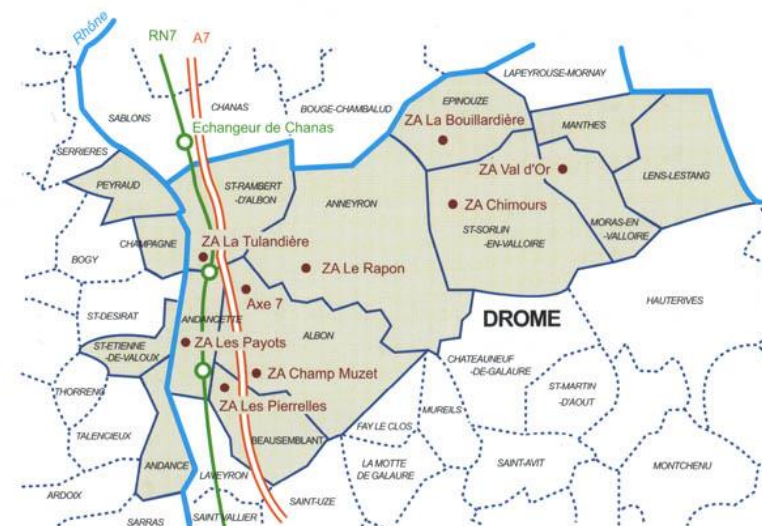 Rhône
RN7
A7
LAPEYROUSE-MORNAY
SABLONS
CHANAS
BOUGE-CHAMBALUD
EPINOUZE
Echangeur de Chanas
ZA La Bouillardière
MANTHES
SERRIERES
PEYRAUD
ST-RAMBERT
-D'ALBON
ANNEYRON
ZA Val d'Or
LENS-LESTANG
ZA Chimours
ST-SORLIN
-EN-VALLOIRE
MORAS-EN
-VALLOIRE
CHAMPAGNE
ZA La Tulandière
BOGY
ZA Le Rapon
Axe 7
HAUTERIVES
ST-DESIRAT
ANDANCETTE
ALBON
DROME
ST-ETIENNE
-DE-VALOUX
ZA Les Payots
CHATEAUNEUF
-DE-GALAURE
ZA Champ Muzet
ST-MARTIN
-D'AOUT
THORRENC
ZA Les Pierrelles
MUREILS
FAY LE CLOS
TALENCIEUX
BEAUSEMBLANT
ANDANCE
LAVEYRON
LA MOTTE
DE GALAURE
SAINT-AVIT
MONTCHENU
ARDOIX
SAINT-UZE
SARRAS
SAINT VALLIER